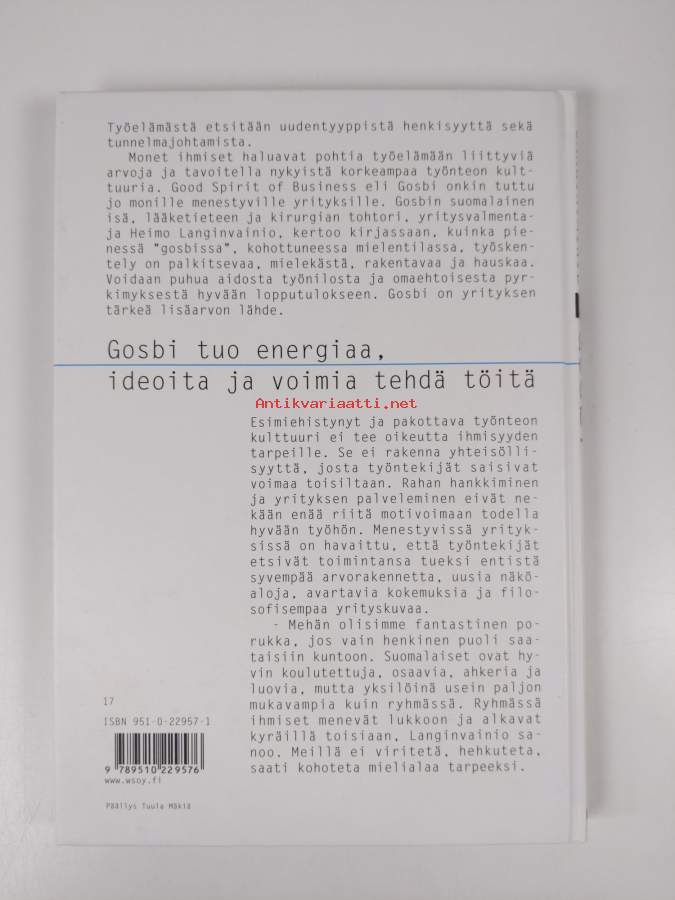 Työelämästä etsitään uudentyyppistä henkisyyttä sekä
tunnelmajohtamista.
Monet ihmiset haluavat pohtia työelämään liittyviä
arvoja ja tavoitella nykyistä korkeampaa työnteon kult-
tuuria. Good Spirit of Business eli Gosbi onkin tuttu
jo monille menestyville yrityksille. Gosbin suomalainen
isä, lääketieteen ja kirurgian tohtori, yritysvalmenta-
ja Heimo Langinvainio, kertoo kirjassaan, kuinka pie-
nessä "gosbissa", kohottuneessa mielentilassa, työsken-
tely on palkitsevaa, mielekästä, rakentavaa ja hauskaa.
Voidaan puhua aidosta työnilosta ja omaehtoisesta pyr-
kimyksestä hyvään lopputulokseen. Gosbi on yrityksen
tärkeä lisäarvon lähde.
Gosbi tuo energiaa,
ideoita ja voimia tehdä töitä
Antikvariaatti.net
Esimiehistynyt ja pakottava työnteon
kulttuuri ei tee oikeutta ihmisyyden
tarpeille. Se ei rakenna yhteisölli-
syyttä, josta työntekijät saisivat
voimaa toisiltaan. Rahan hankkiminen
ja yrityksen palveleminen eivät ne-
kään enää riitä motivoimaan todella
hyvään työhön. Menestyvissä yrityk-
sissä on havaittu, että työntekijät
etsivät toimintansa tueksi entistä
syvempää arvorakennetta, uusia näkö-
aloja, avartavia kokemuksia ja filo-
sofisempaa yrityskuvaa.
- Mehän olisimme fantastinen po-
rukka, jos vain henkinen puoli saa-
taisiin kuntoon. Suomalaiset ovat hy-
vin koulutettuja, osaavia, ahkeria ja
luovia, mutta yksilöinä usein paljon
mukavampia kuin ryhmässä. Ryhmässä
ihmiset menevät lukkoon ja alkavat
kyräillä toisiaan, Langinvainio sa-
noo. Meillä ei viritetä, hehkuteta,
saati kohoteta mielialaa tarpeeksi.
17
ISBN 951-0-22957-1
9 789510 229576
www.wsoy.fi
Päällys Tuula Mäkiä